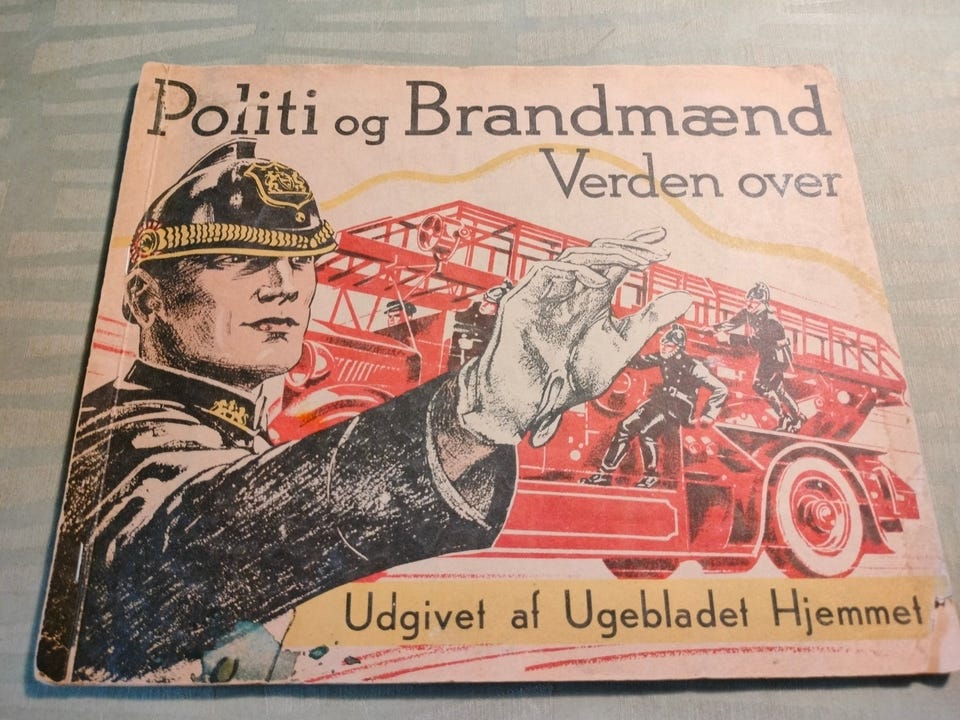 Politi og Brandmænd
Verden over
Udgivet af Ugebladet Hjemmet